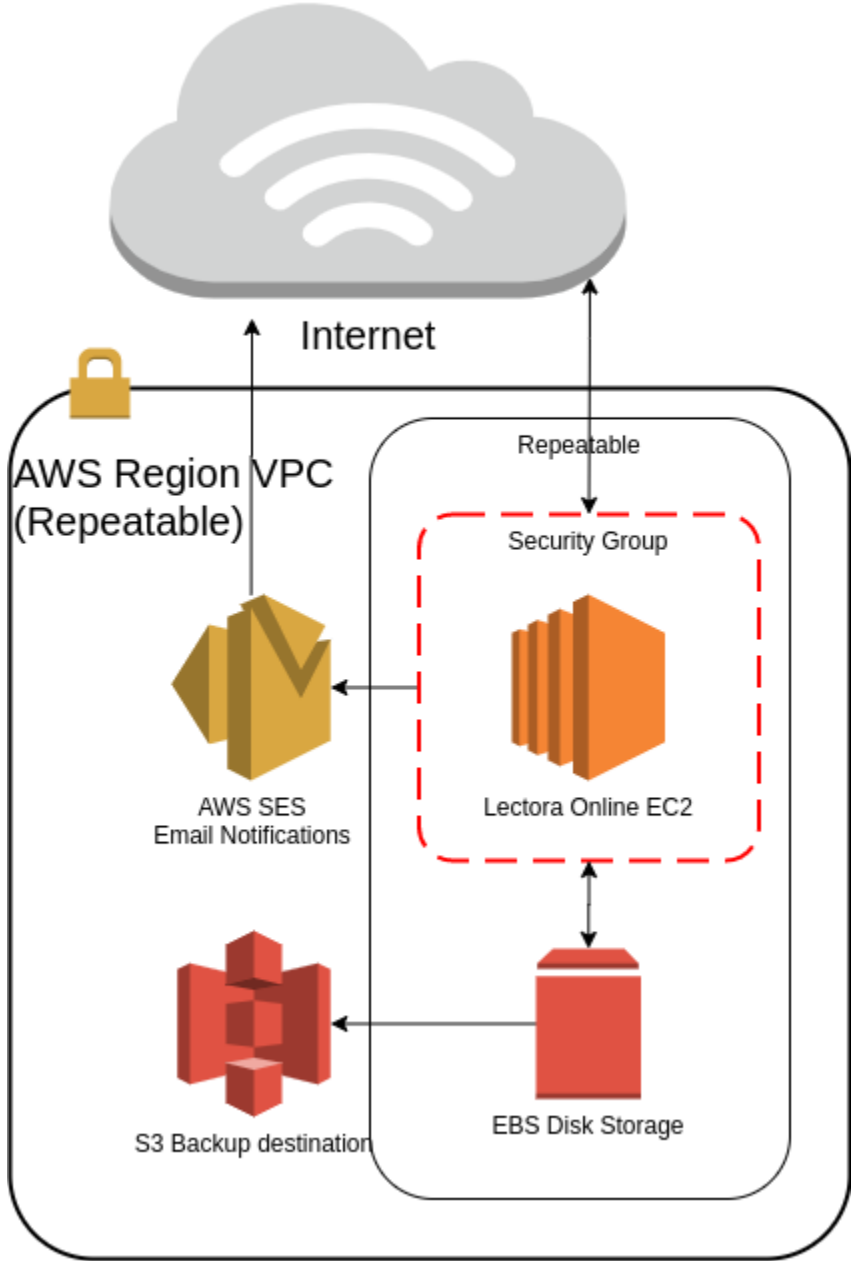 Internet
AWS Region VPC
(Repeatable)
Repeatable
Security Group
AWS SES
Email Notifications
Lectora Online EC2
S3 Backup destination
EBS Disk Storage